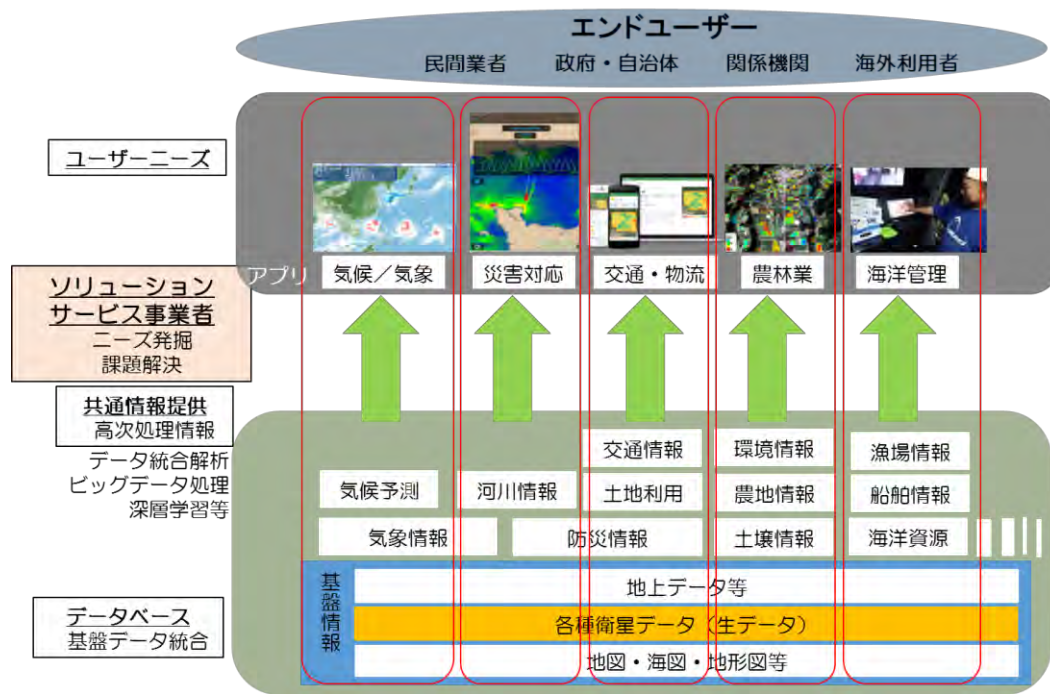 エンドユーザー
民間業者 政府・自治体 関係機関 海外利用者
ユーザーニーズ
アプリ
気候／気象 災害対応 交通・物流 農林業 海洋管理
ソリューション
サービス事業者
ニーズ発掘
課題解決
共通情報提供
高次処理情報
データ統合解析
ビッグデータ処理
深層学習等
交通情報 環境情報 漁場情報
気候予測 河川情報 土地利用 農地情報 船舶情報
気象情報 防災情報 土壌情報 海洋資源
データベース
基盤データ統合
基盤情報
地上データ等
各種衛星データ（生データ）
地図・海図・地形図等